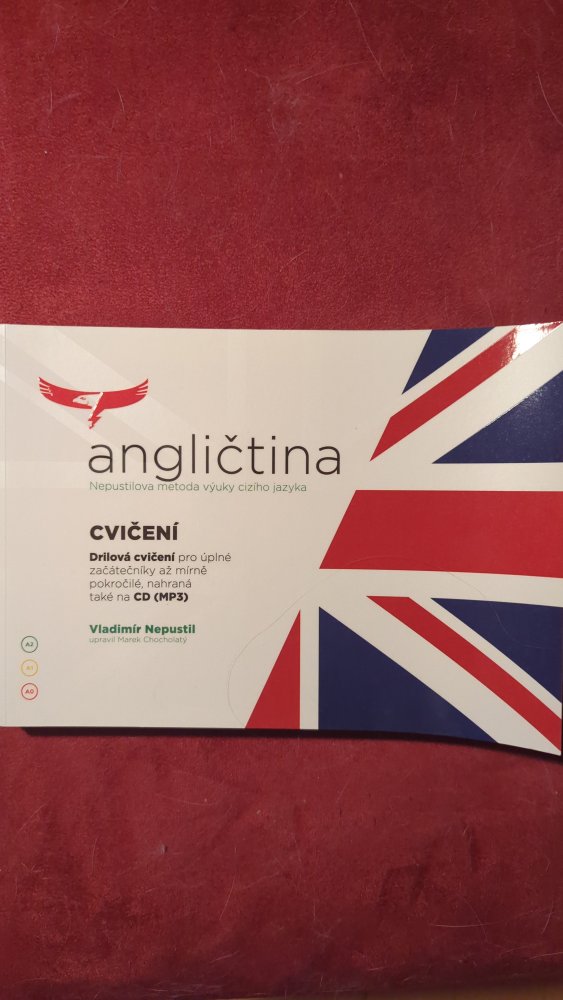 angličtina
Nepustilova metoda výuky cizího jazyka
CVIČENÍ
Drilová cvičení pro úplné
začátečníky až mírně
pokročilé, nahraná
také na CD (MP3)
Vladimír Nepustil
upravil Marek Chocholatý
A2
A1
A0